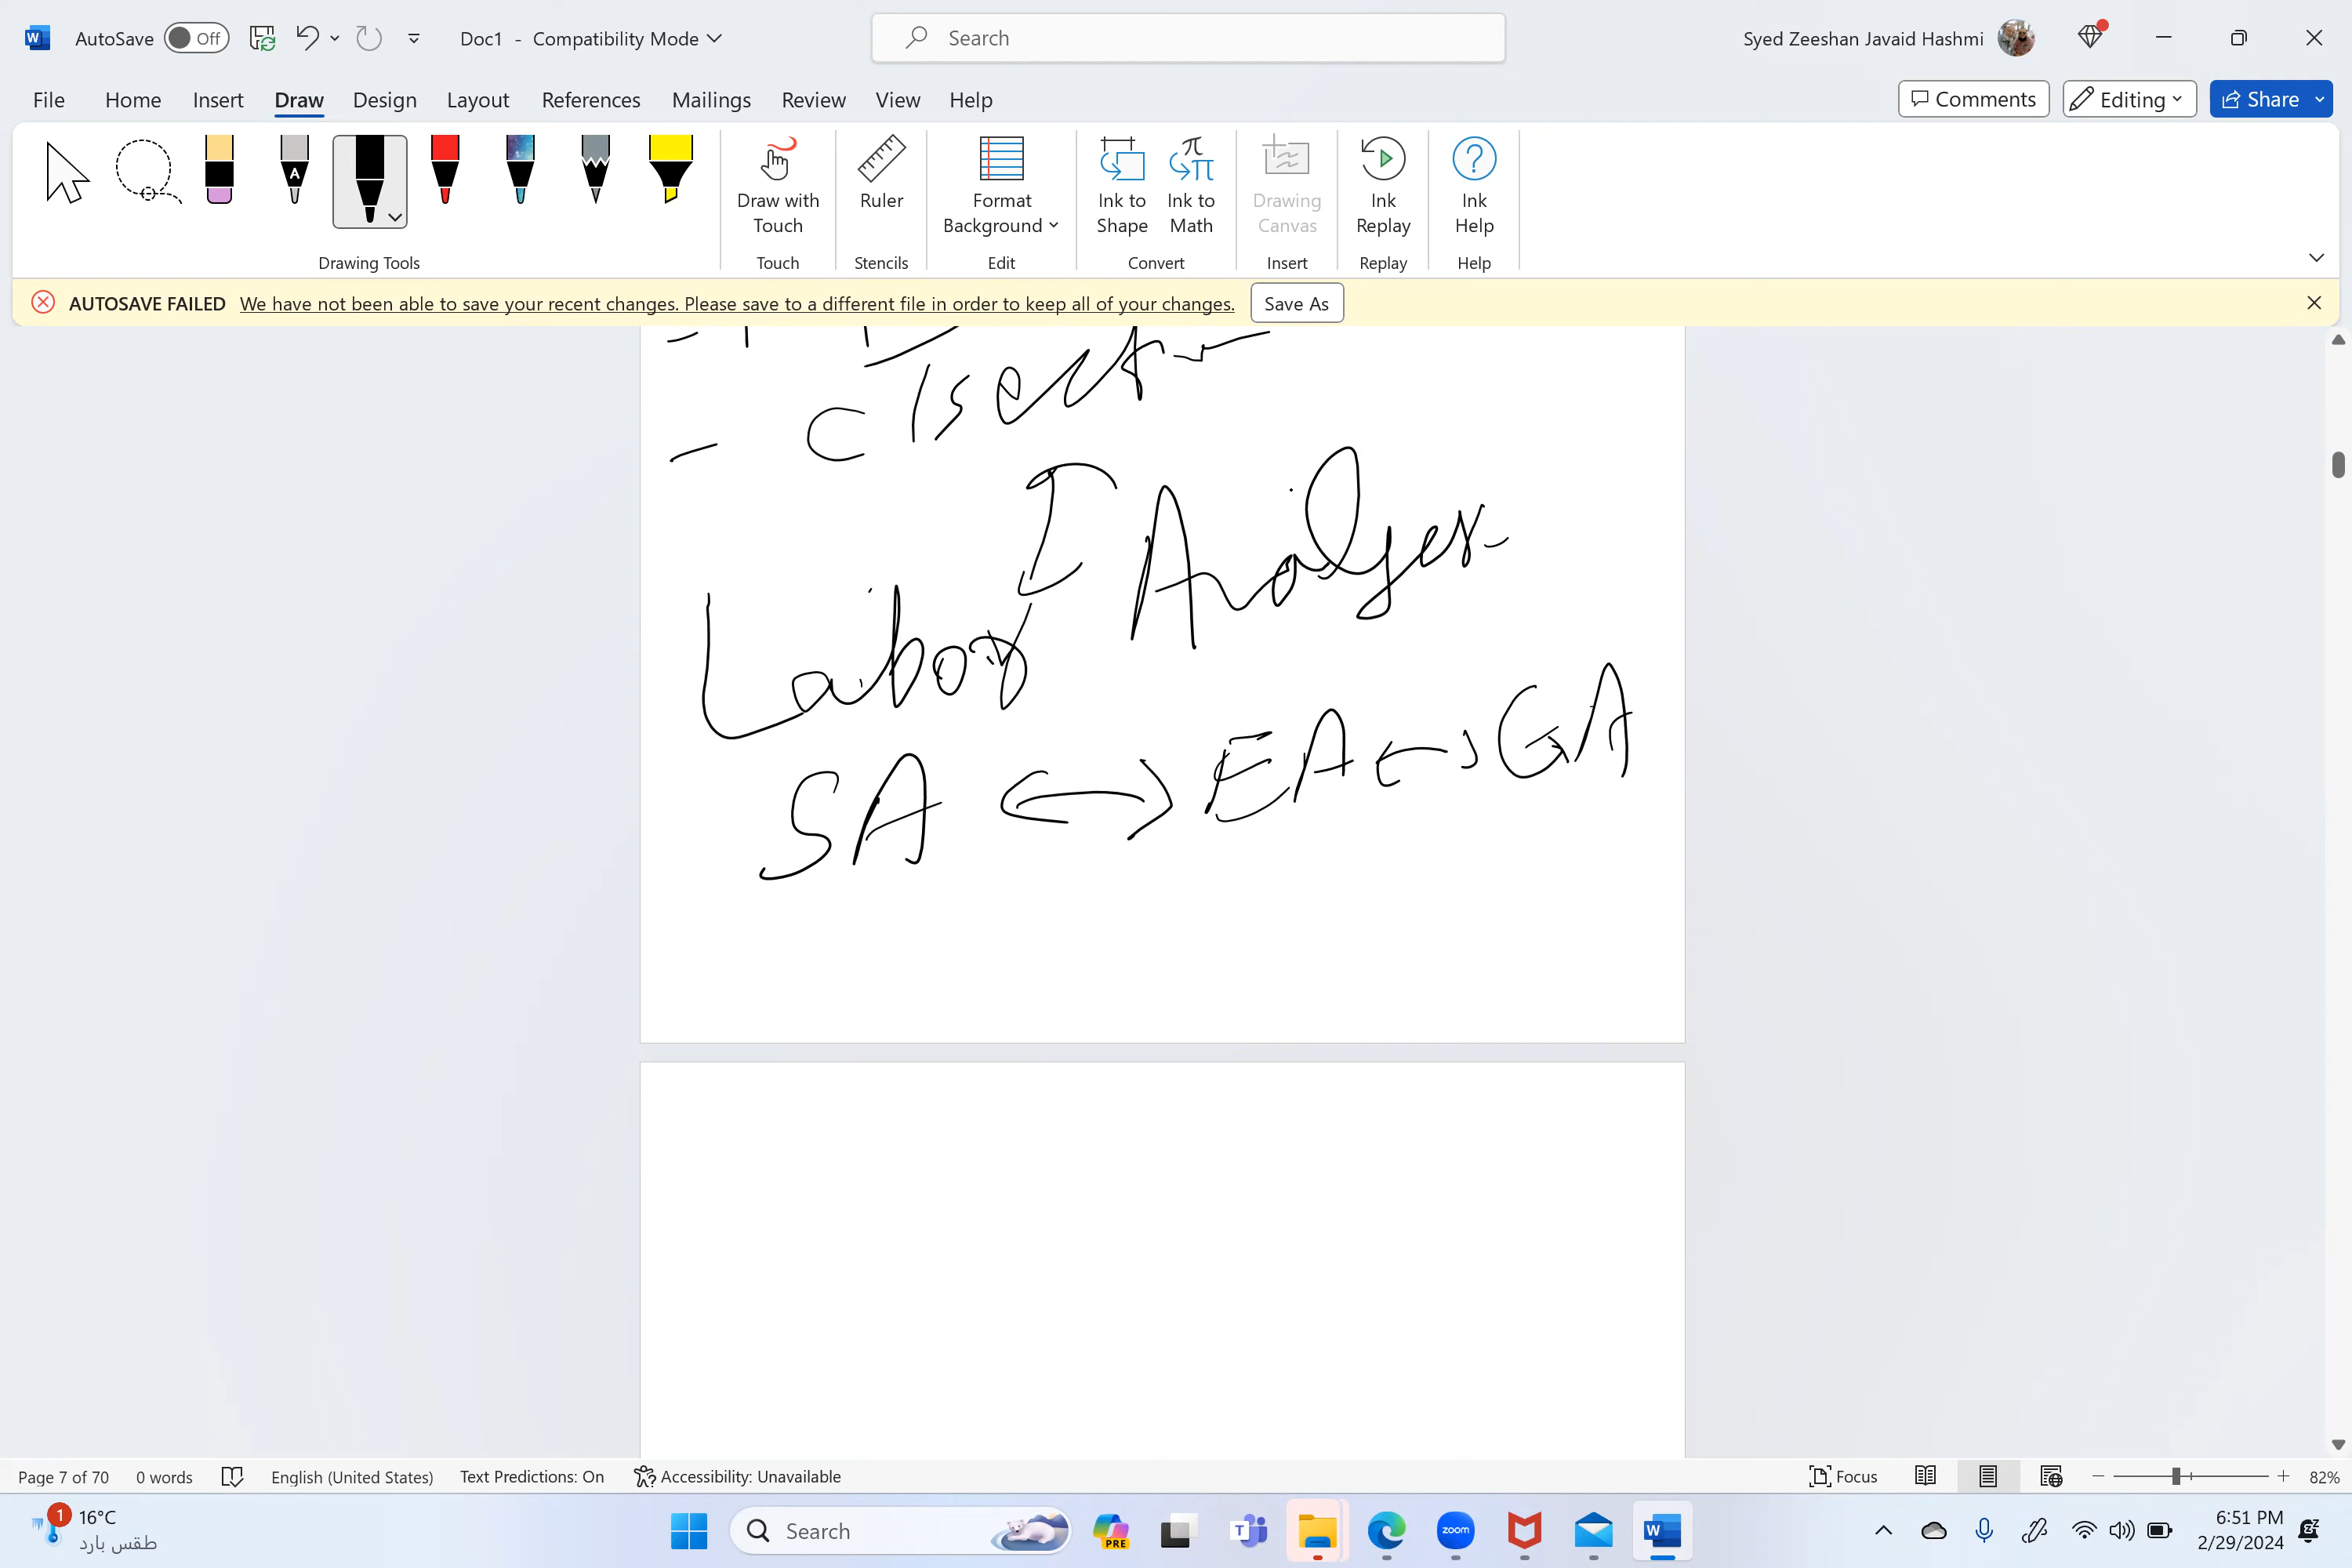 AutoSave Off Doc1 - Compatibility Mode Search Syed Zeeshan Javaid Hashmi
File Home Insert Draw Design Layout References Mailings Review View Help Comments Editing Share
A
Draw with Touch Ruler Format Background Ink to Shape Ink to Math Drawing Canvas Ink Replay Ink Help
Drawing Tools Touch Stencils Edit Convert Insert Replay Help
AUTOSAVE FAILED We have not been able to save your recent changes. Please save to a different file in order to keep all of your changes. Save As
- C/section
Labor
SA ↔ EA ↔ GA
Page 7 of 70 0 words English (United States) Text Predictions: On Accessibility: Unavailable Focus 82%
1 16°C Search PRE zoom 6:51 PM
طقس بارد 2/29/2024